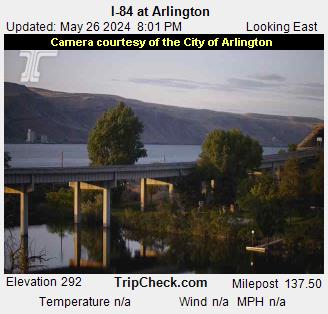 I-84 at Arlington
Updated: May 26 2024 8:01 PM Looking East
Camera courtesy of the City of Arlington
Elevation 292 TripCheck.com Milepost 137.50
Temperature n/a Wind n/a MPH n/a